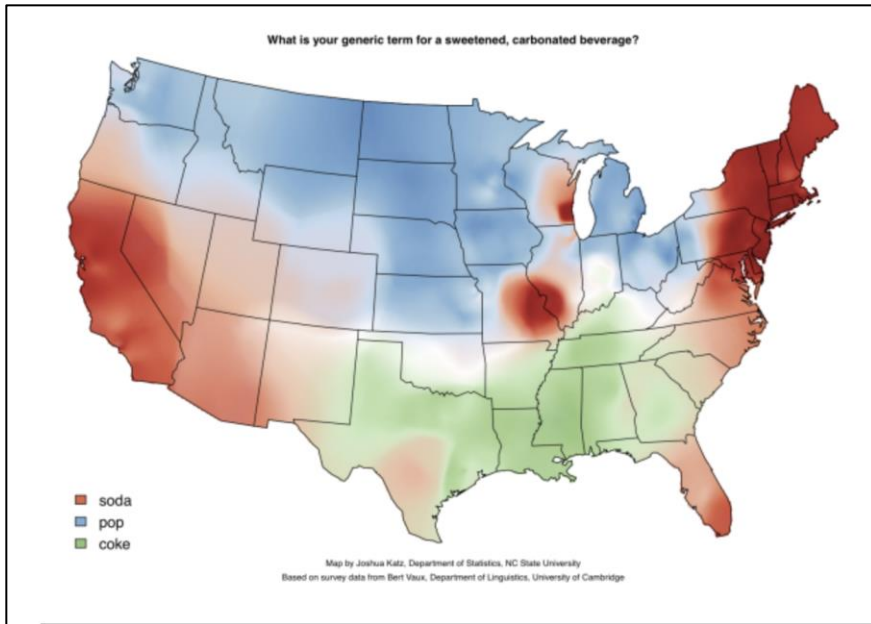 What is your generic term for a sweetened, carbonated beverage?
soda
pop
coke
Map by Joshua Katz, Department of Statistics, NC State University
Based on survey data from Bert Vaux, Department of Linguistics, University of Cambridge